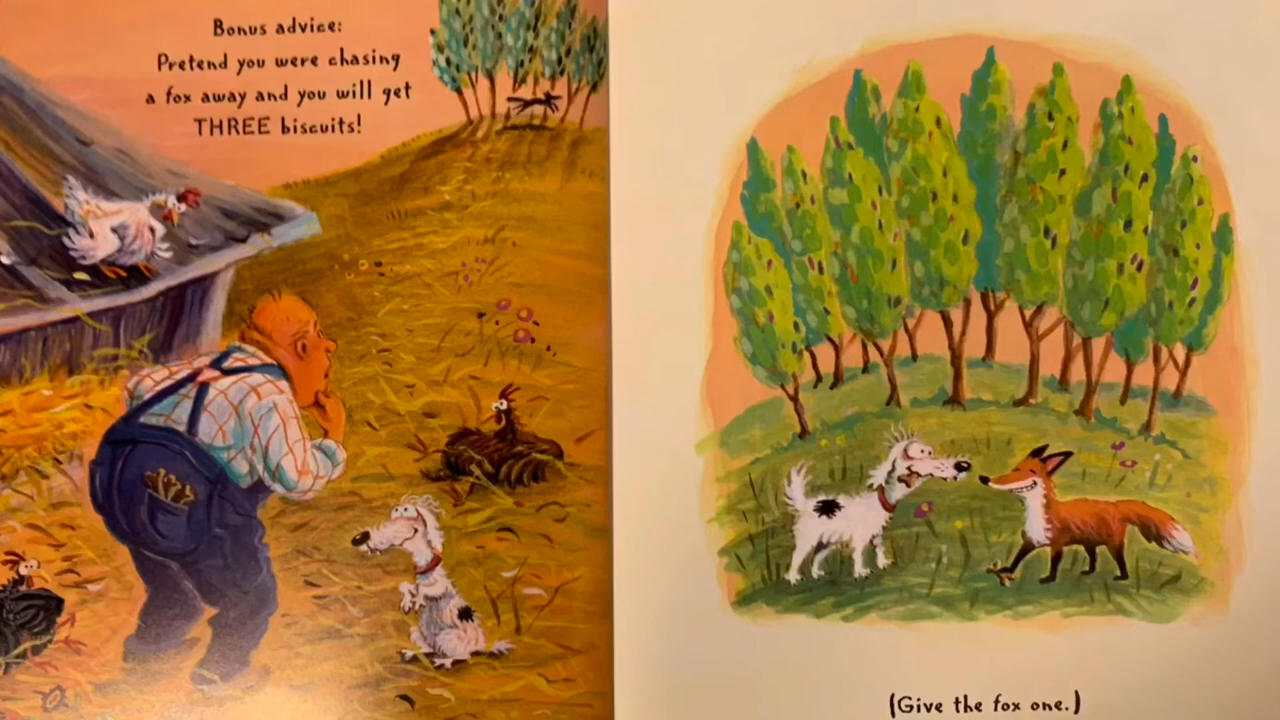 Bonus advice:
Pretend you were chasing
a fox away and you will get
THREE biscuits!
(Give the fox one.)